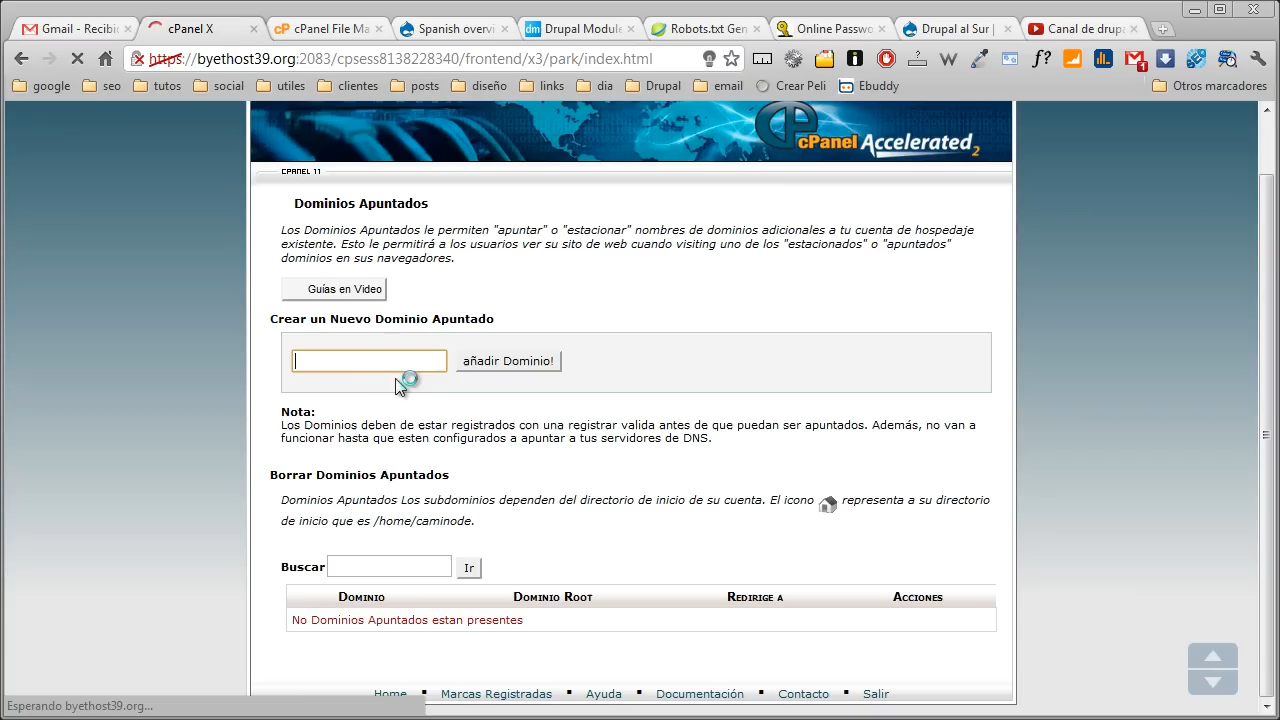 Gmail - Recibi
cPanel X
cPanel File Ma
Spanish overvi
Drupal Module
Robots.txt Gen
Online Passwo
Drupal al Sur |
Canal de drupa
https://byethost39.org:2083/cpsess8138228940/frontend/x3/park/index.html
google
seo
tutos
social
utiles
clientes
posts
diseño
links
dia
Drupal
email
Crear Peli
Ebuddy
Otros marcadores
cPanel Accelerated2
CPANEL 11
Dominios Apuntados
Los Dominios Apuntados le permiten "apuntar" o "estacionar" nombres de dominios adicionales a tu cuenta de hospedaje
existente. Esto le permitirá a los usuarios ver su sito de web cuando visiting uno de los "estacionados" o "apuntados"
dominios en sus navegadores.
Guías en Video
Crear un Nuevo Dominio Apuntado
añadir Dominio!
Nota:
Los Dominios deben de estar registrados con una registrar valida antes de que puedan ser apuntados. Además, no van a
funcionar hasta que esten configurados a apuntar a tus servidores de DNS.
Borrar Dominios Apuntados
Dominios Apuntados Los subdominios dependen del directorio de inicio de su cuenta. El icono representa a su directorio
de inicio que es /home/caminode.
Buscar
Ir
Dominio Dominio Root Redirige a Acciones
No Dominios Apuntados estan presentes
Home Marcas Registradas Ayuda Documentación Contacto Salir
Esperando byethost39.org...